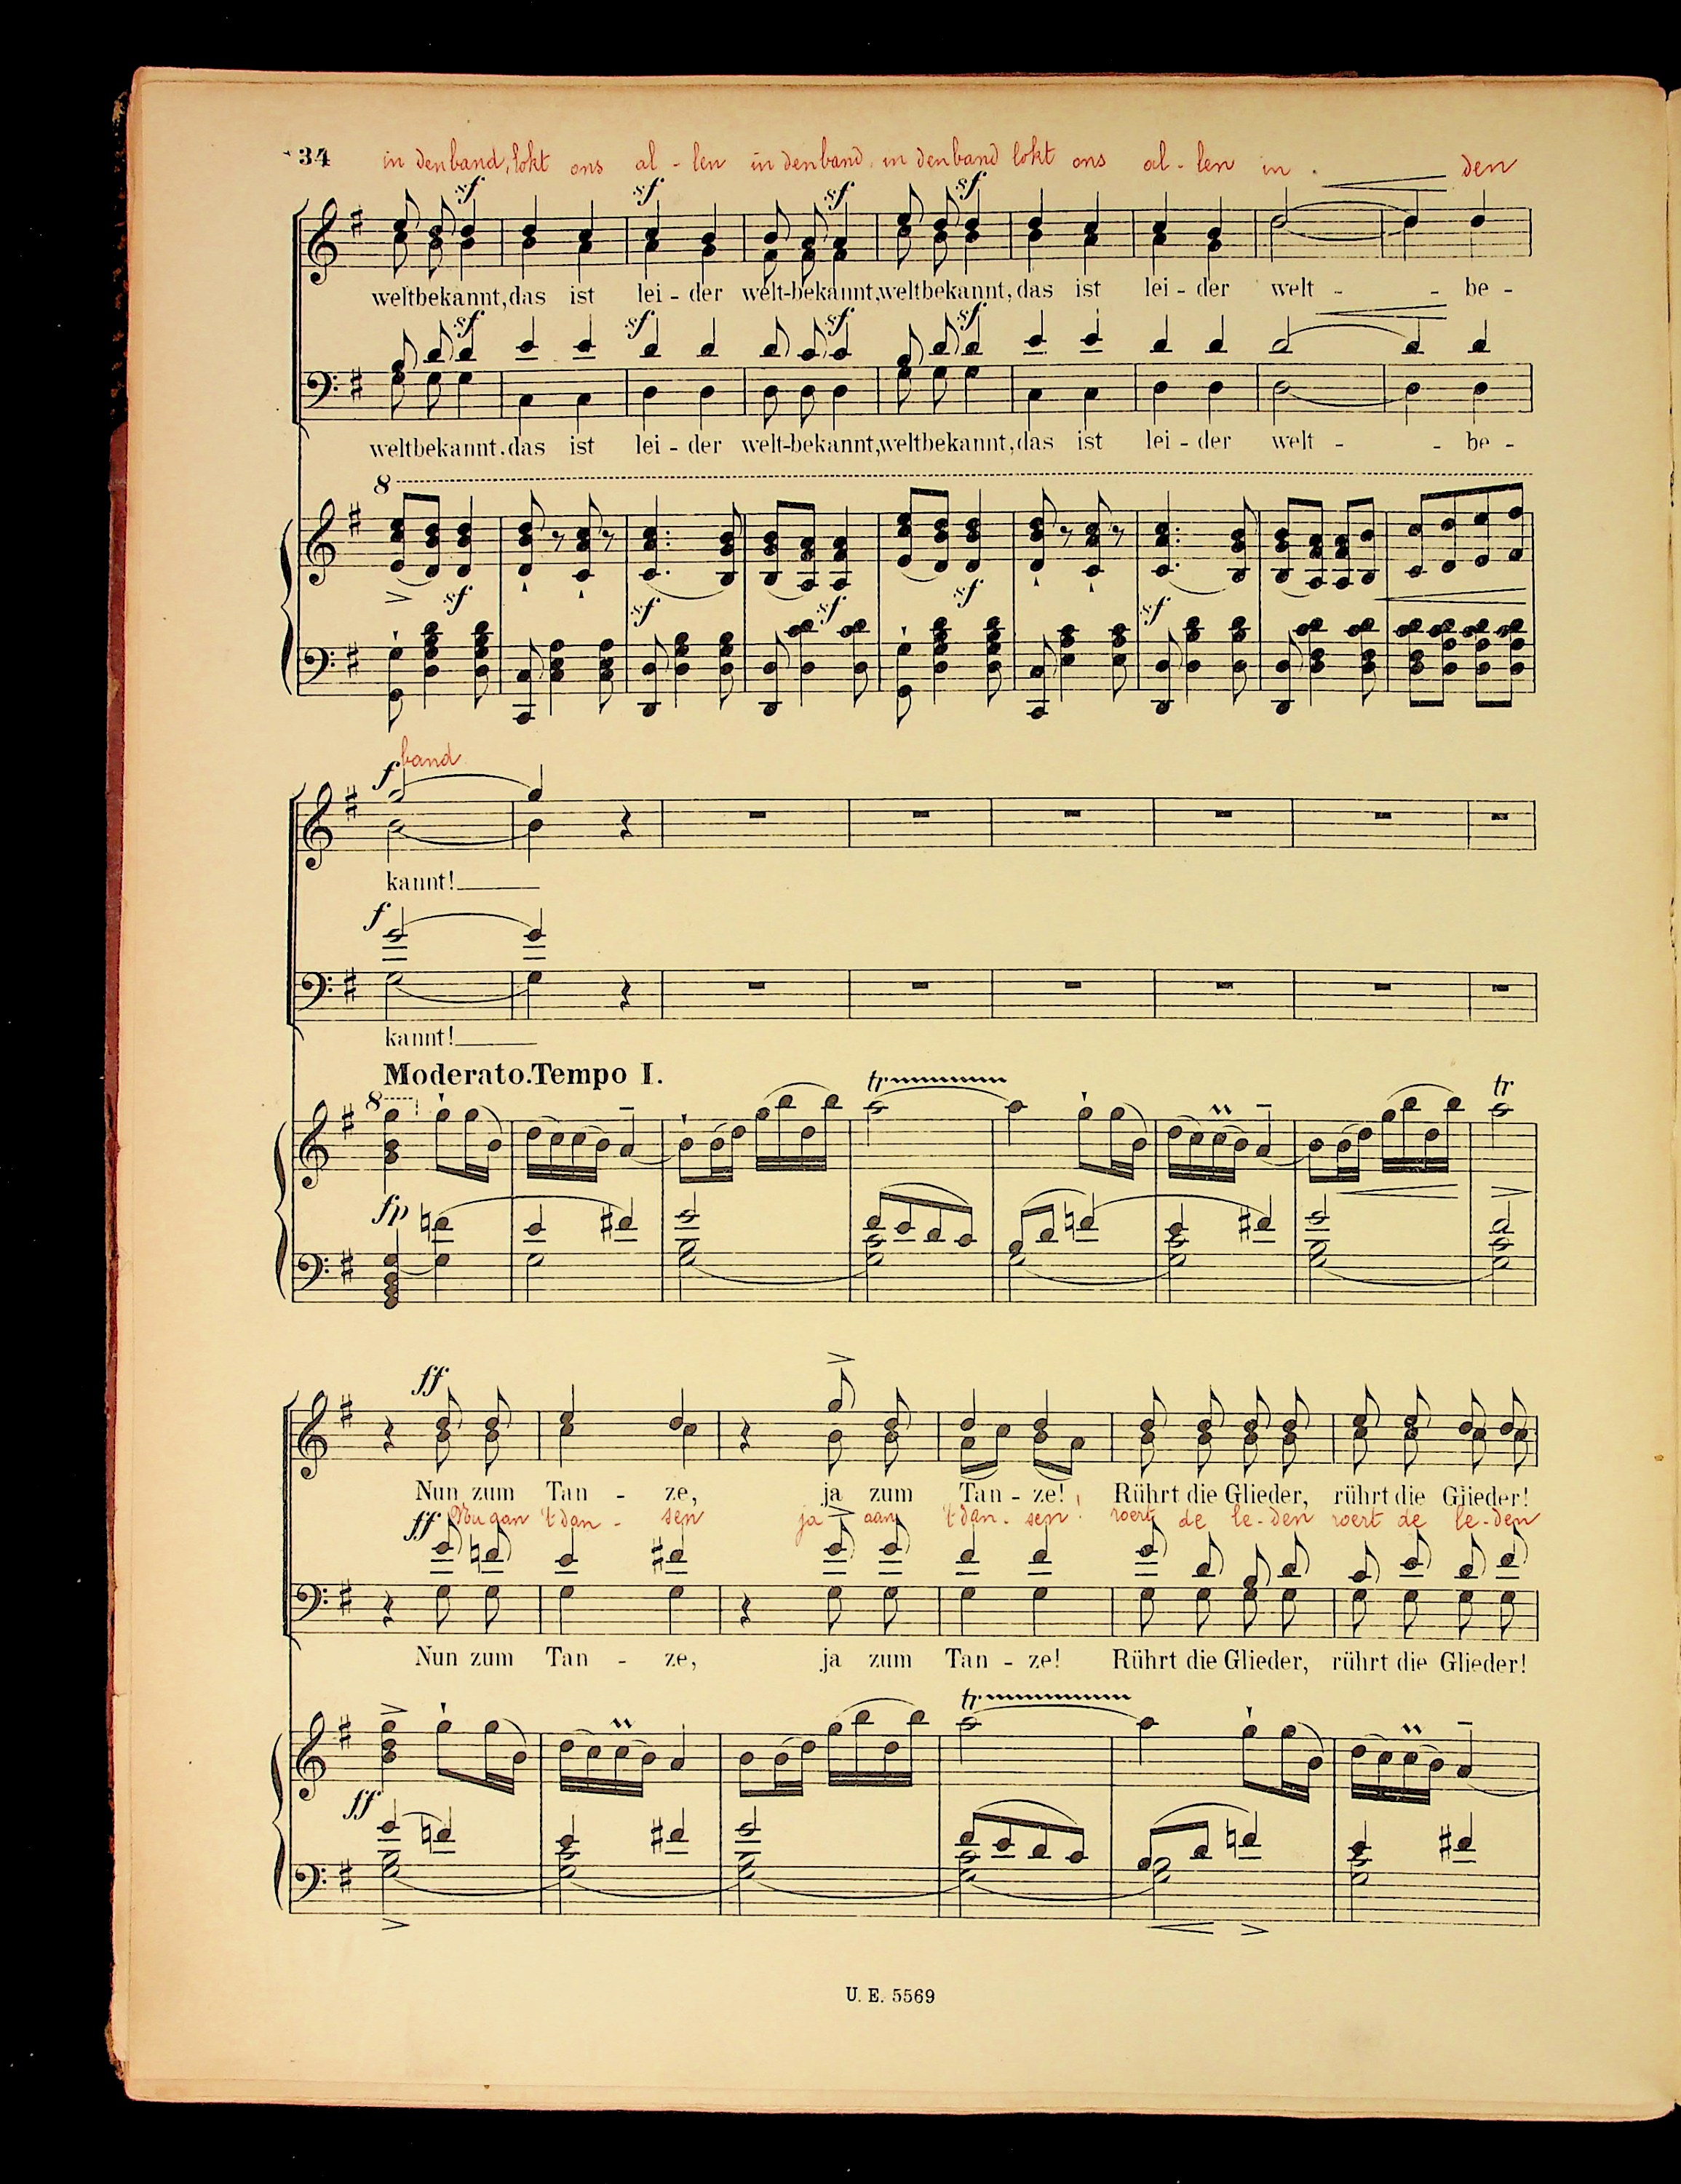 34 in den band, lokt ons al - len in den band, in den band lokt ons al - len in den
sf sf sf sf
weltbekannt, das ist lei - der welt-bekannt, weltbekannt, das ist lei - der welt - - be -
sf sf sf sf
weltbekannt. das ist lei - der welt-bekannt, weltbekannt, das ist lei - der welt - - be -
8
sf sf sf sf sf
band
f
kannt!
f
kannt!
Moderato. Tempo I.
8 tr tr
fp
ff
Nun zum Tan - ze, ja zum Tan - ze! Rührt die Glieder, rührt die Glieder!
Nu aan 't dan - sen ja aan 't dan - sen! roert de le - den roert de le - den
ff
Nun zum Tan - ze, ja zum Tan - ze! Rührt die Glieder, rührt die Glieder!
tr
ff
U. E. 5569